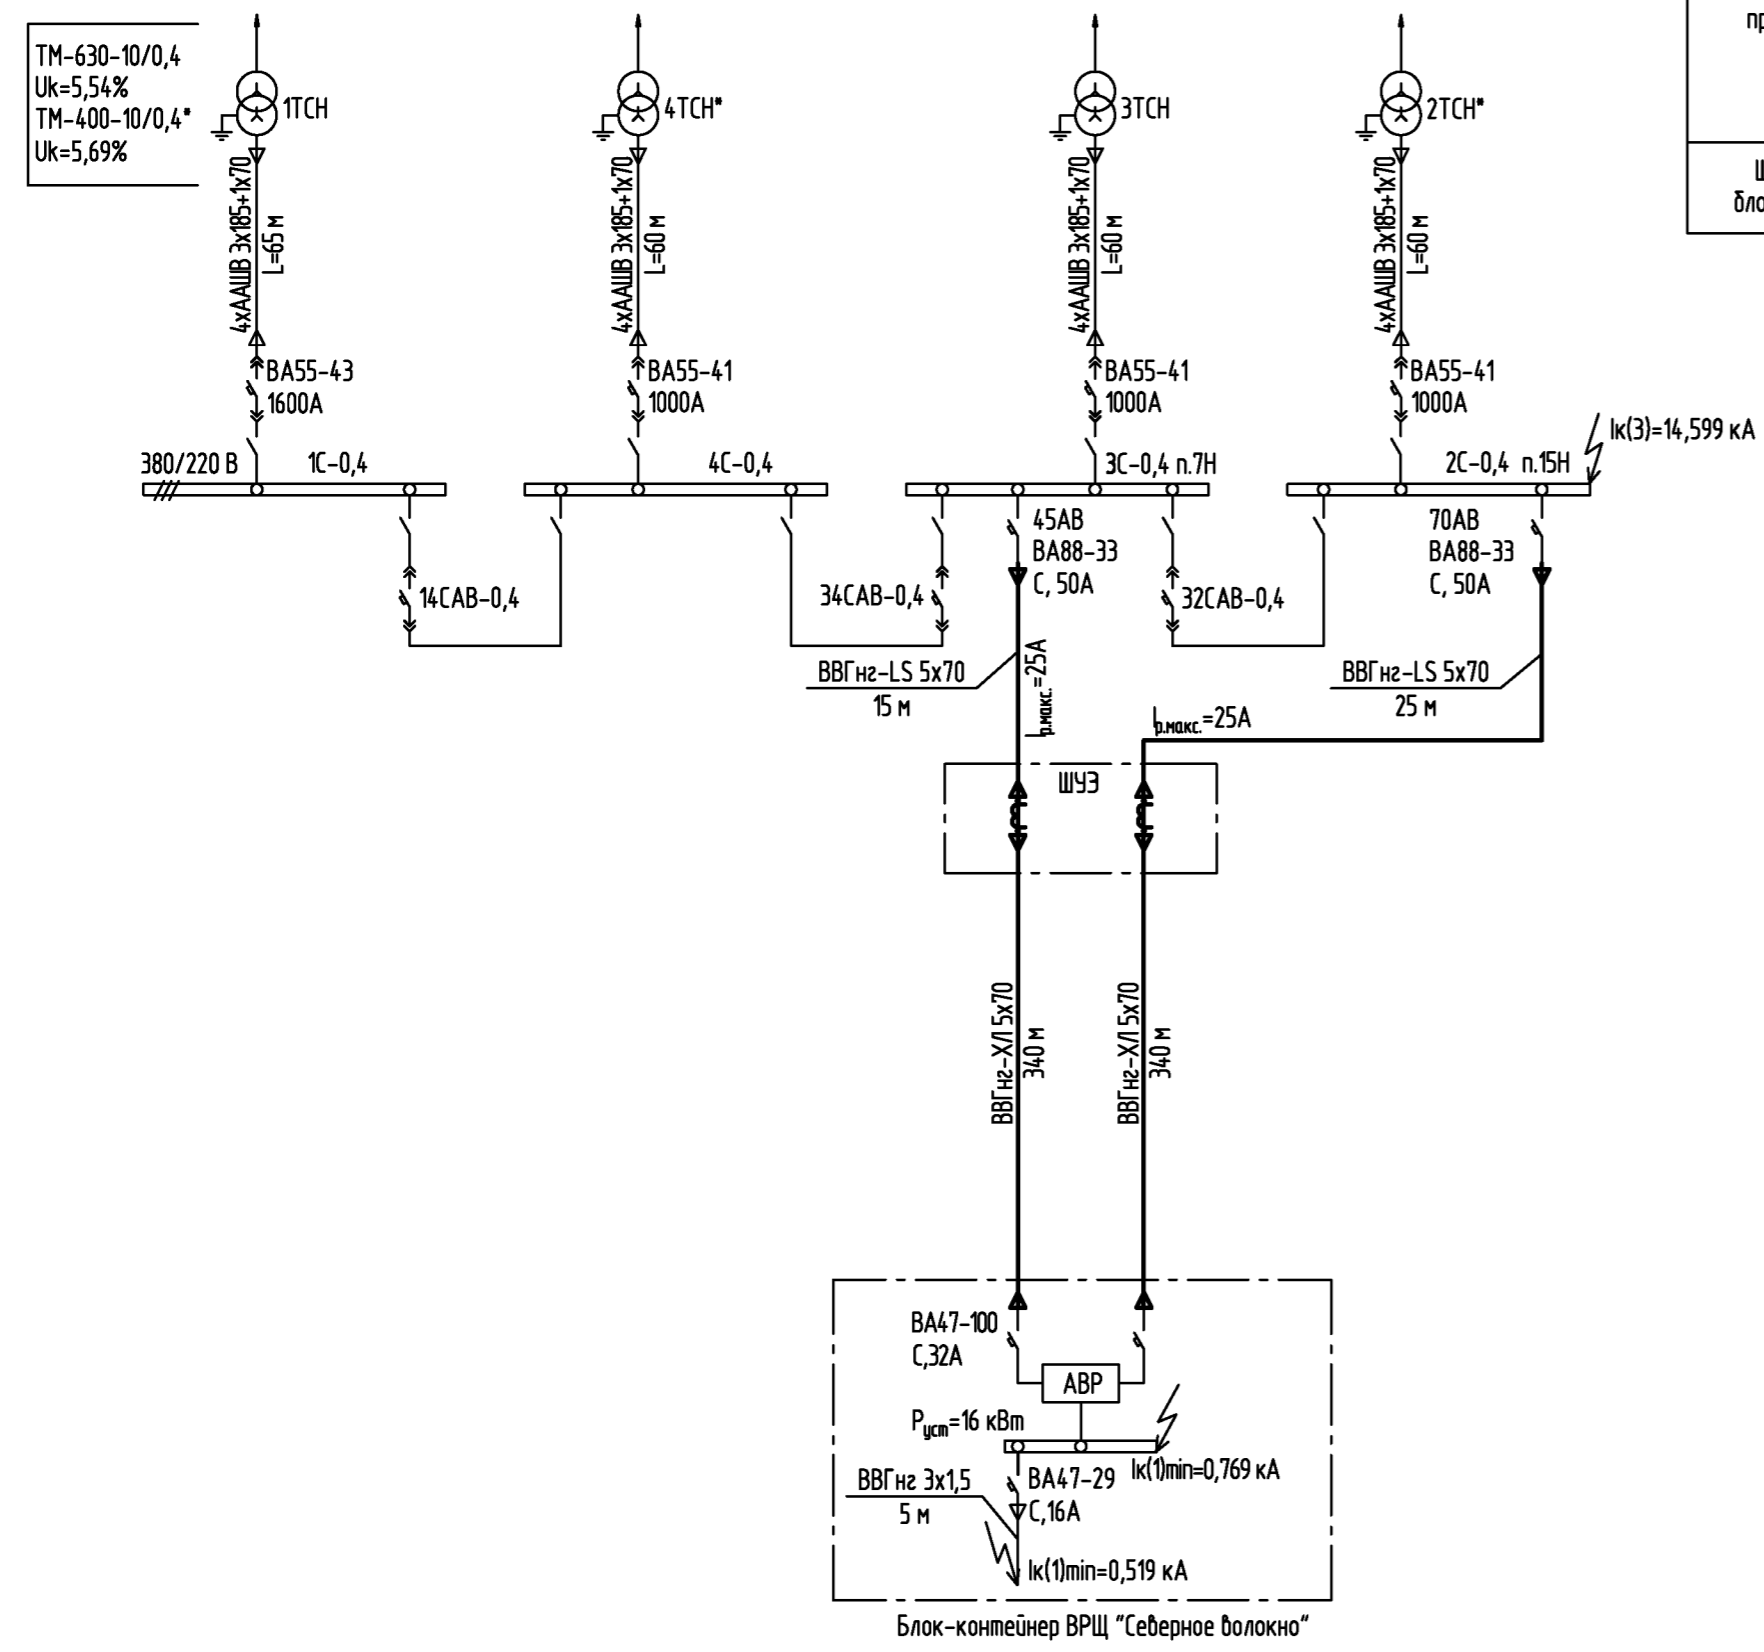 ТМ-630-10/0,4
Uk=5,54%
ТМ-400-10/0,4*
Uk=5,69%
1ТСН
4ТСН*
3ТСН
2ТСН*
пр
Ш
бло
4хААШВ 3х185+1х70
L=65 м
4хААШВ 3х185+1х70
L=60 м
4хААШВ 3х185+1х70
L=60 м
4хААШВ 3х185+1х70
L=60 м
ВА55-43
1600А
ВА55-41
1000А
ВА55-41
1000А
ВА55-41
1000А
Iк(3)=14,599 кА
380/220 В
1С-0,4
4С-0,4
3С-0,4 п.7Н
2С-0,4 п.15Н
45АВ
ВА88-33
С, 50А
70АВ
ВА88-33
С, 50А
14САВ-0,4
34САВ-0,4
32САВ-0,4
ВВГнг-LS 5х70
15 м
Iр.макс.=25А
ВВГнг-LS 5х70
25 м
Iр.макс.=25А
ШУЭ
ВВГнг-ХЛ 5х70
340 м
ВВГнг-ХЛ 5х70
340 м
ВА47-100
С,32А
АВР
Руст=16 кВт
Iк(1)min=0,769 кА
ВВГнг 3х1,5
5 м
ВА47-29
С,16А
Iк(1)min=0,519 кА
Блок-контейнер ВРЩ "Северное волокно"